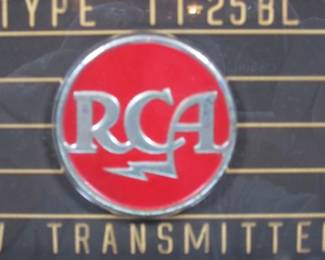 TYPE TT-25BL
RCA
V TRANSMITTER